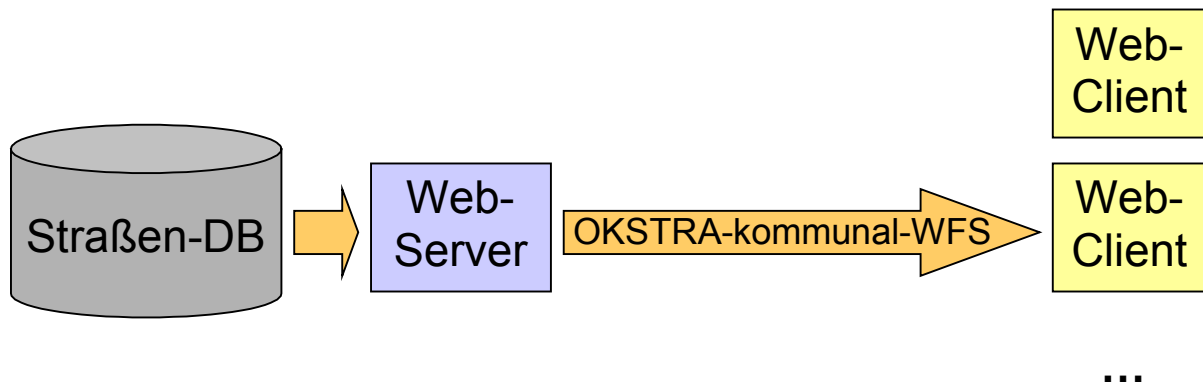 Web-
Client
Straßen-DB
Web-
Server
OKSTRA-kommunal-WFS
Web-
Client
...